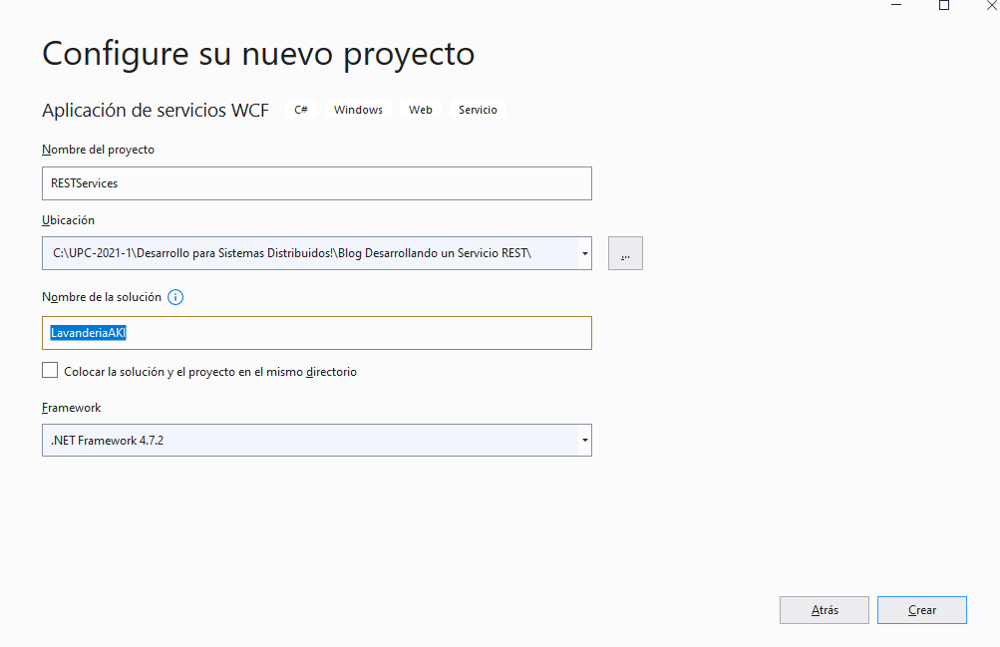 Configure su nuevo proyecto
Aplicación de servicios WCF C# Windows Web Servicio
Nombre del proyecto
RESTServices
Ubicación
C:\UPC-2021-1\Desarrollo para Sistemas Distribuidos!\Blog Desarrollando un Servicio REST\
...
Nombre de la solución
LavanderiaAKI
Colocar la solución y el proyecto en el mismo directorio
Framework
.NET Framework 4.7.2
Atrás Crear